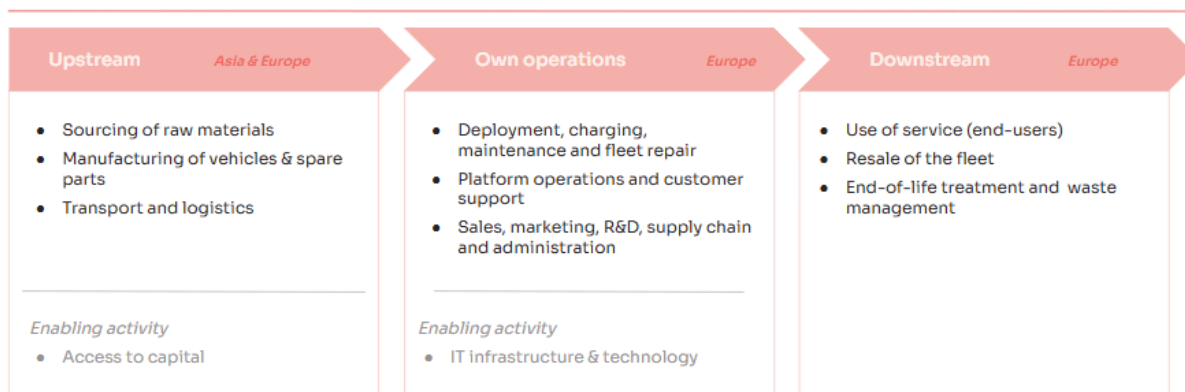 Upstream Asia & Europe
● Sourcing of raw materials
● Manufacturing of vehicles & spare
parts
● Transport and logistics
Enabling activity
● Access to capital
Own operations Europe
● Deployment, charging,
maintenance and fleet repair
● Platform operations and customer
support
● Sales, marketing, R&D, supply chain
and administration
Enabling activity
● IT infrastructure & technology
Downstream Europe
● Use of service (end-users)
● Resale of the fleet
● End-of-life treatment and waste
management